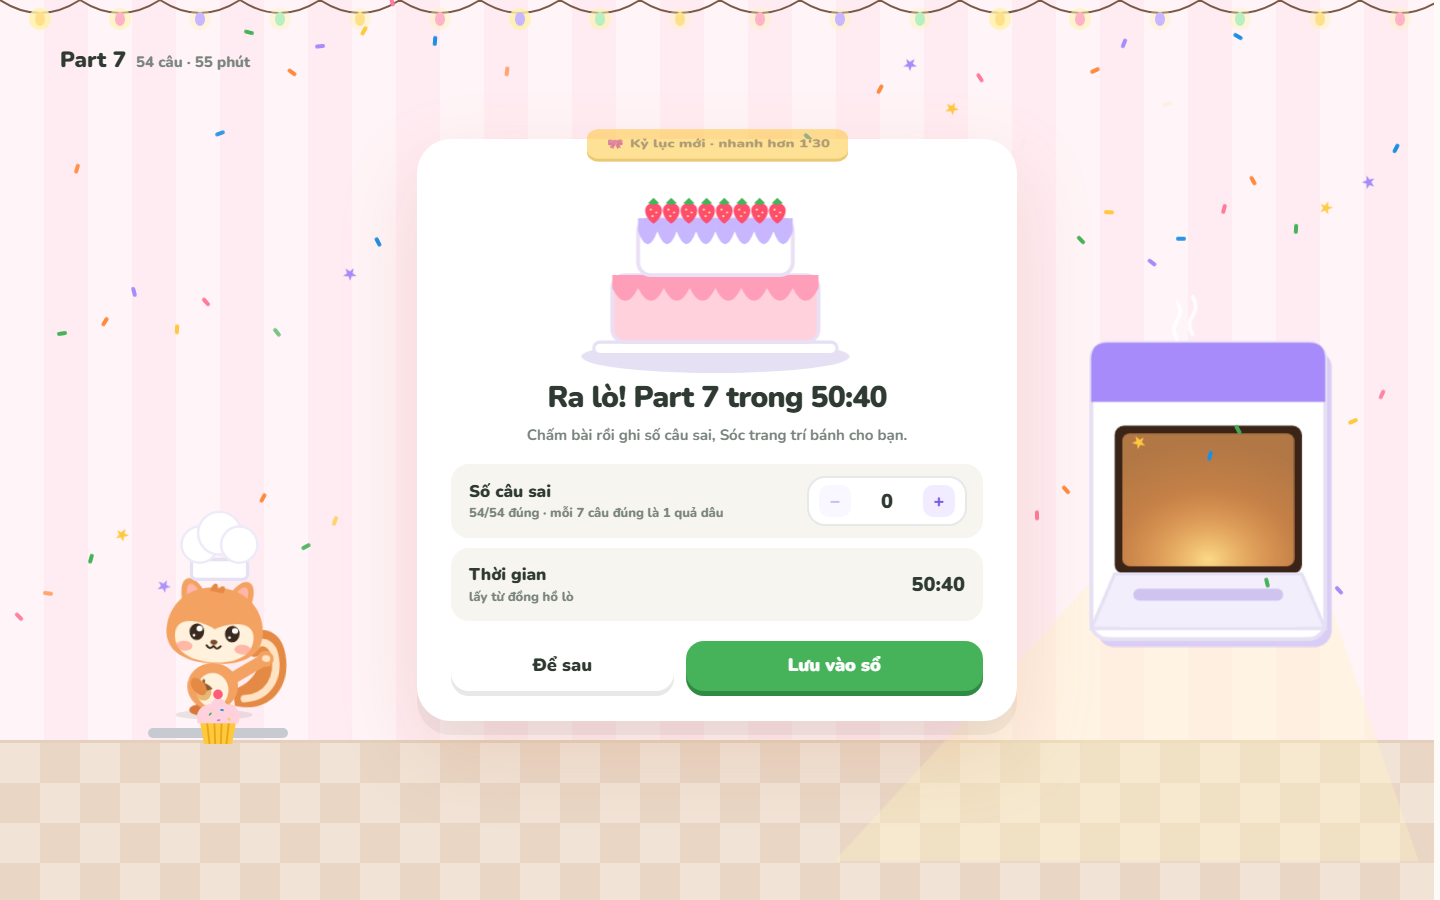 Part 7 54 câu · 55 phút
Kỷ lục mới · nhanh hơn 1'30
Ra lò! Part 7 trong 50:40
Chấm bài rồi ghi số câu sai, Sóc trang trí bánh cho bạn.
Số câu sai
54/54 đúng · mỗi 7 câu đúng là 1 quả dâu
− 0 +
Thời gian
lấy từ đồng hồ lò
50:40
Để sau
Lưu vào sổ